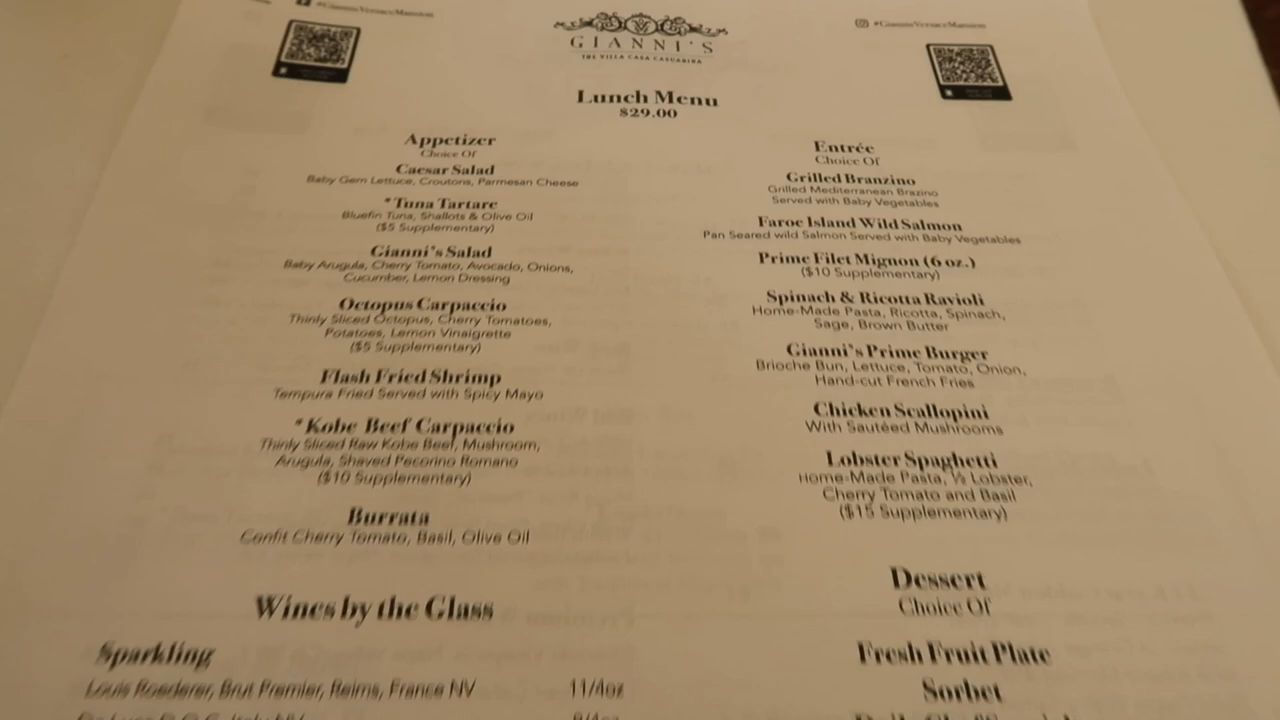 #GianniVersaceMansion
#GianniVersaceMansion
GIANNI'S
THE VILLA CASA CASUARINA
Lunch Menu
$29.00
Appetizer
Choice Of
Caesar Salad
Baby Gem Lettuce, Croutons, Parmesan Cheese
*Tuna Tartare
Bluefin Tuna, Shallots & Olive Oil
($5 Supplementary)
Gianni's Salad
Baby Arugula, Cherry Tomato, Avocado, Onions,
Cucumber, Lemon Dressing
Octopus Carpaccio
Thinly Sliced Octopus, Cherry Tomatoes,
Potatoes, Lemon Vinaigrette
($5 Supplementary)
Flash Fried Shrimp
Tempura Fried Served with Spicy Mayo
*Kobe Beef Carpaccio
Thinly Sliced Raw Kobe Beef, Mushroom,
Arugula, Shaved Pecorino Romano
($10 Supplementary)
Burrata
Confit Cherry Tomato, Basil, Olive Oil
Entrée
Choice Of
Grilled Branzino
Grilled Mediterranean Brazino
Served with Baby Vegetables
Faroe Island Wild Salmon
Pan Seared wild Salmon Served with Baby Vegetables
Prime Filet Mignon (6 oz.)
($10 Supplementary)
Spinach & Ricotta Ravioli
Home-Made Pasta, Ricotta, Spinach,
Sage, Brown Butter
Gianni's Prime Burger
Brioche Bun, Lettuce, Tomato, Onion,
Hand-cut French Fries
Chicken Scallopini
With Sautéed Mushrooms
Lobster Spaghetti
Home-Made Pasta, ½ Lobster,
Cherry Tomato and Basil
($15 Supplementary)
Wines by the Glass
Sparkling
Louis Roederer, Brut Premier, Reims, France NV 11/4oz
Dessert
Choice Of
Fresh Fruit Plate
Sorbet